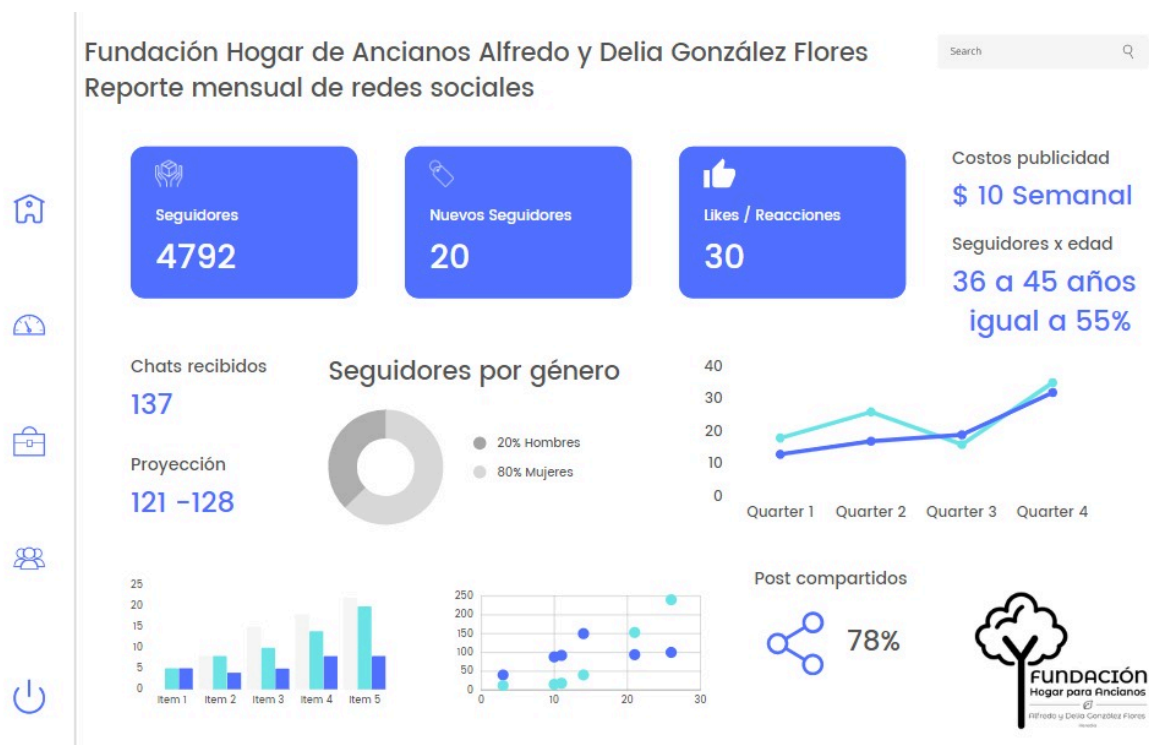 Fundación Hogar de Ancianos Alfredo y Delia González Flores
Reporte mensual de redes sociales
Search
Seguidores
4792
Nuevos Seguidores
20
Likes / Reacciones
30
Costos publicidad
$ 10 Semanal
Seguidores x edad
36 a 45 años
igual a 55%
Chats recibidos
137
Proyección
121 -128
Seguidores por género
20% Hombres
80% Mujeres
40
30
20
10
0
Quarter 1 Quarter 2 Quarter 3 Quarter 4
25
20
15
10
5
0
Item 1 Item 2 Item 3 Item 4 Item 5
250
200
150
100
50
0
0 10 20 30
Post compartidos
78%
FUNDACIÓN
Hogar para Ancianos
Alfredo y Delia González Flores